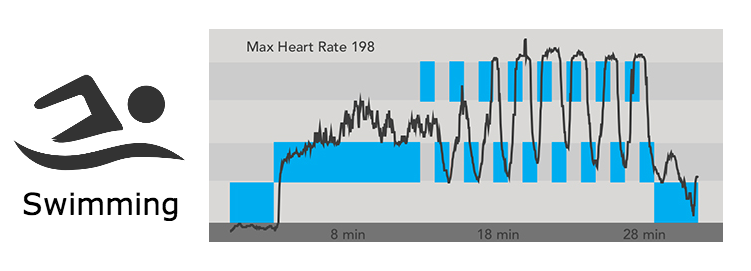 Max Heart Rate 198
Swimming
8 min
18 min
28 min